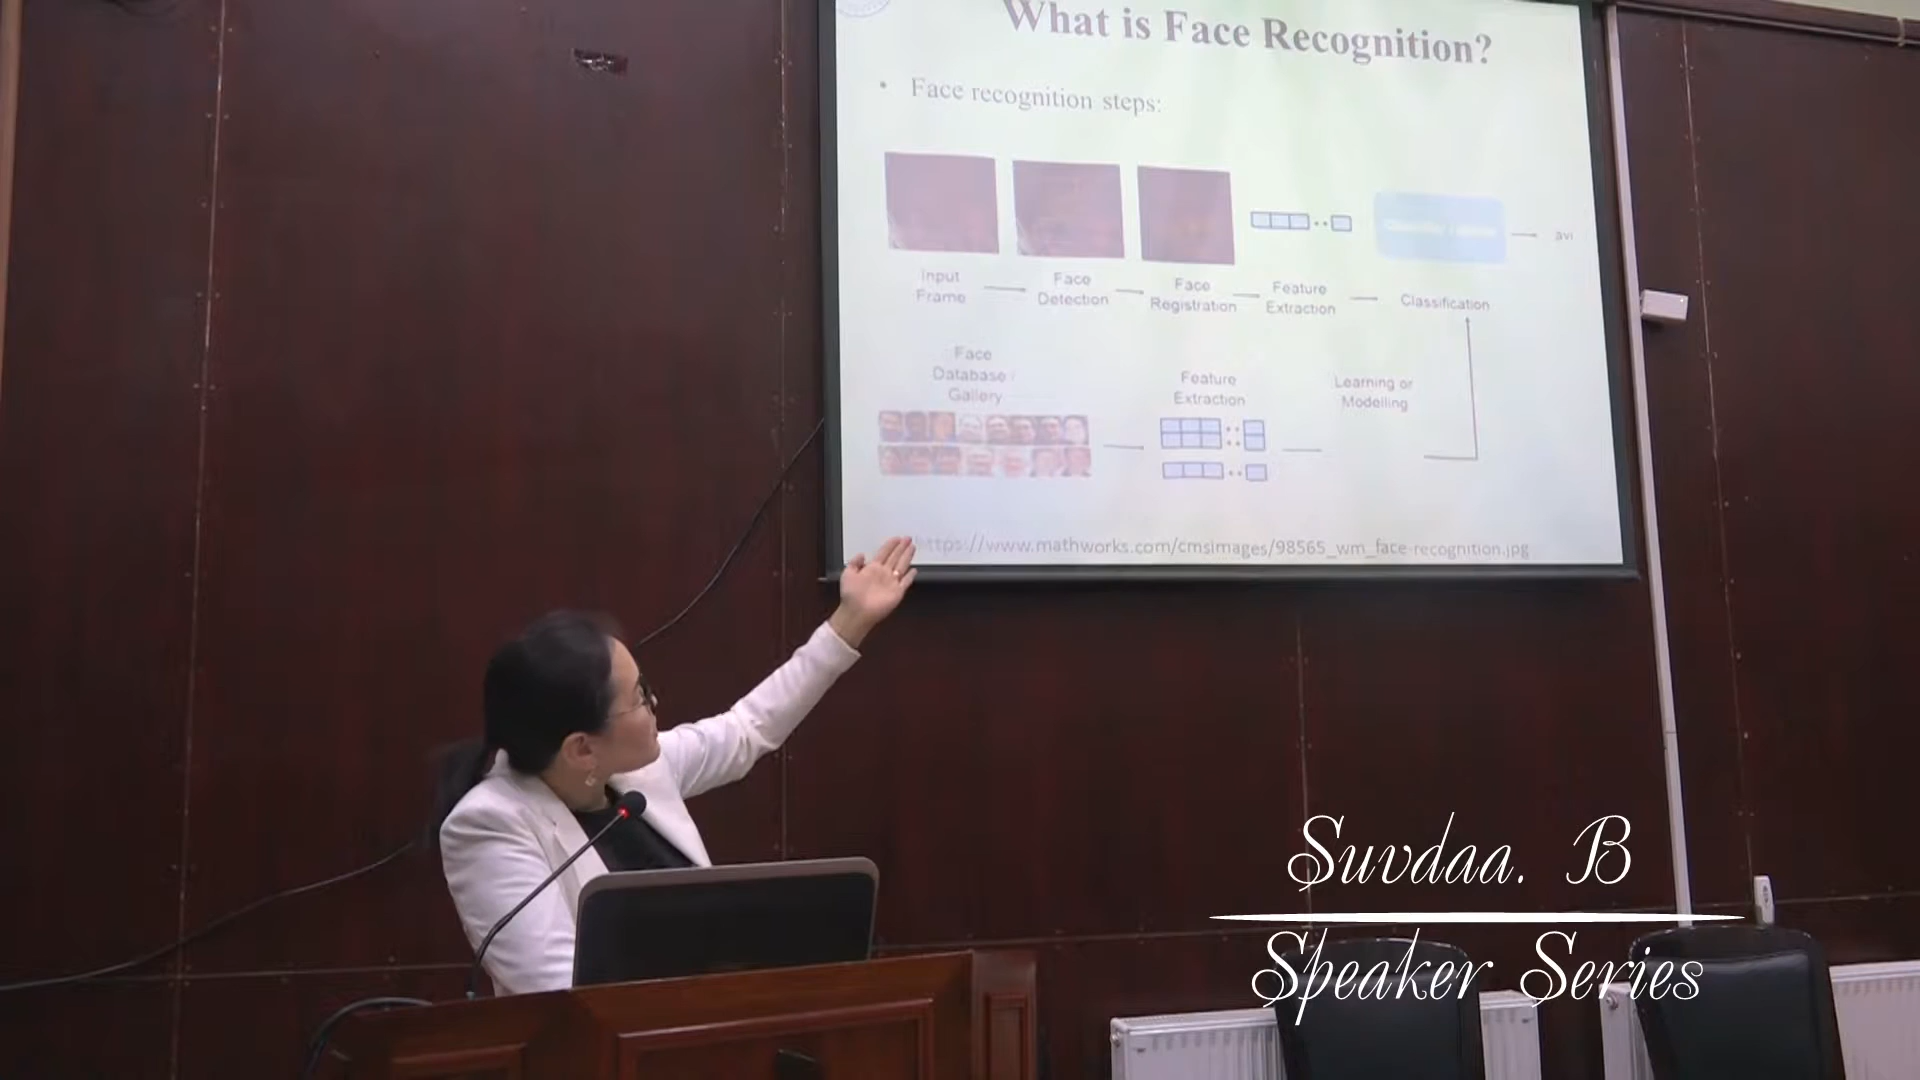 What is Face Recognition?
• Face recognition steps:
avi
Input
Frame
Face
Detection
Face
Registration
Feature
Extraction
Classification
Face
Database /
Gallery
Feature
Extraction
Learning or
Modelling
https://www.mathworks.com/cmsimages/98565_wm_face-recognition.jpg
Suvdaa. B
Speaker Series